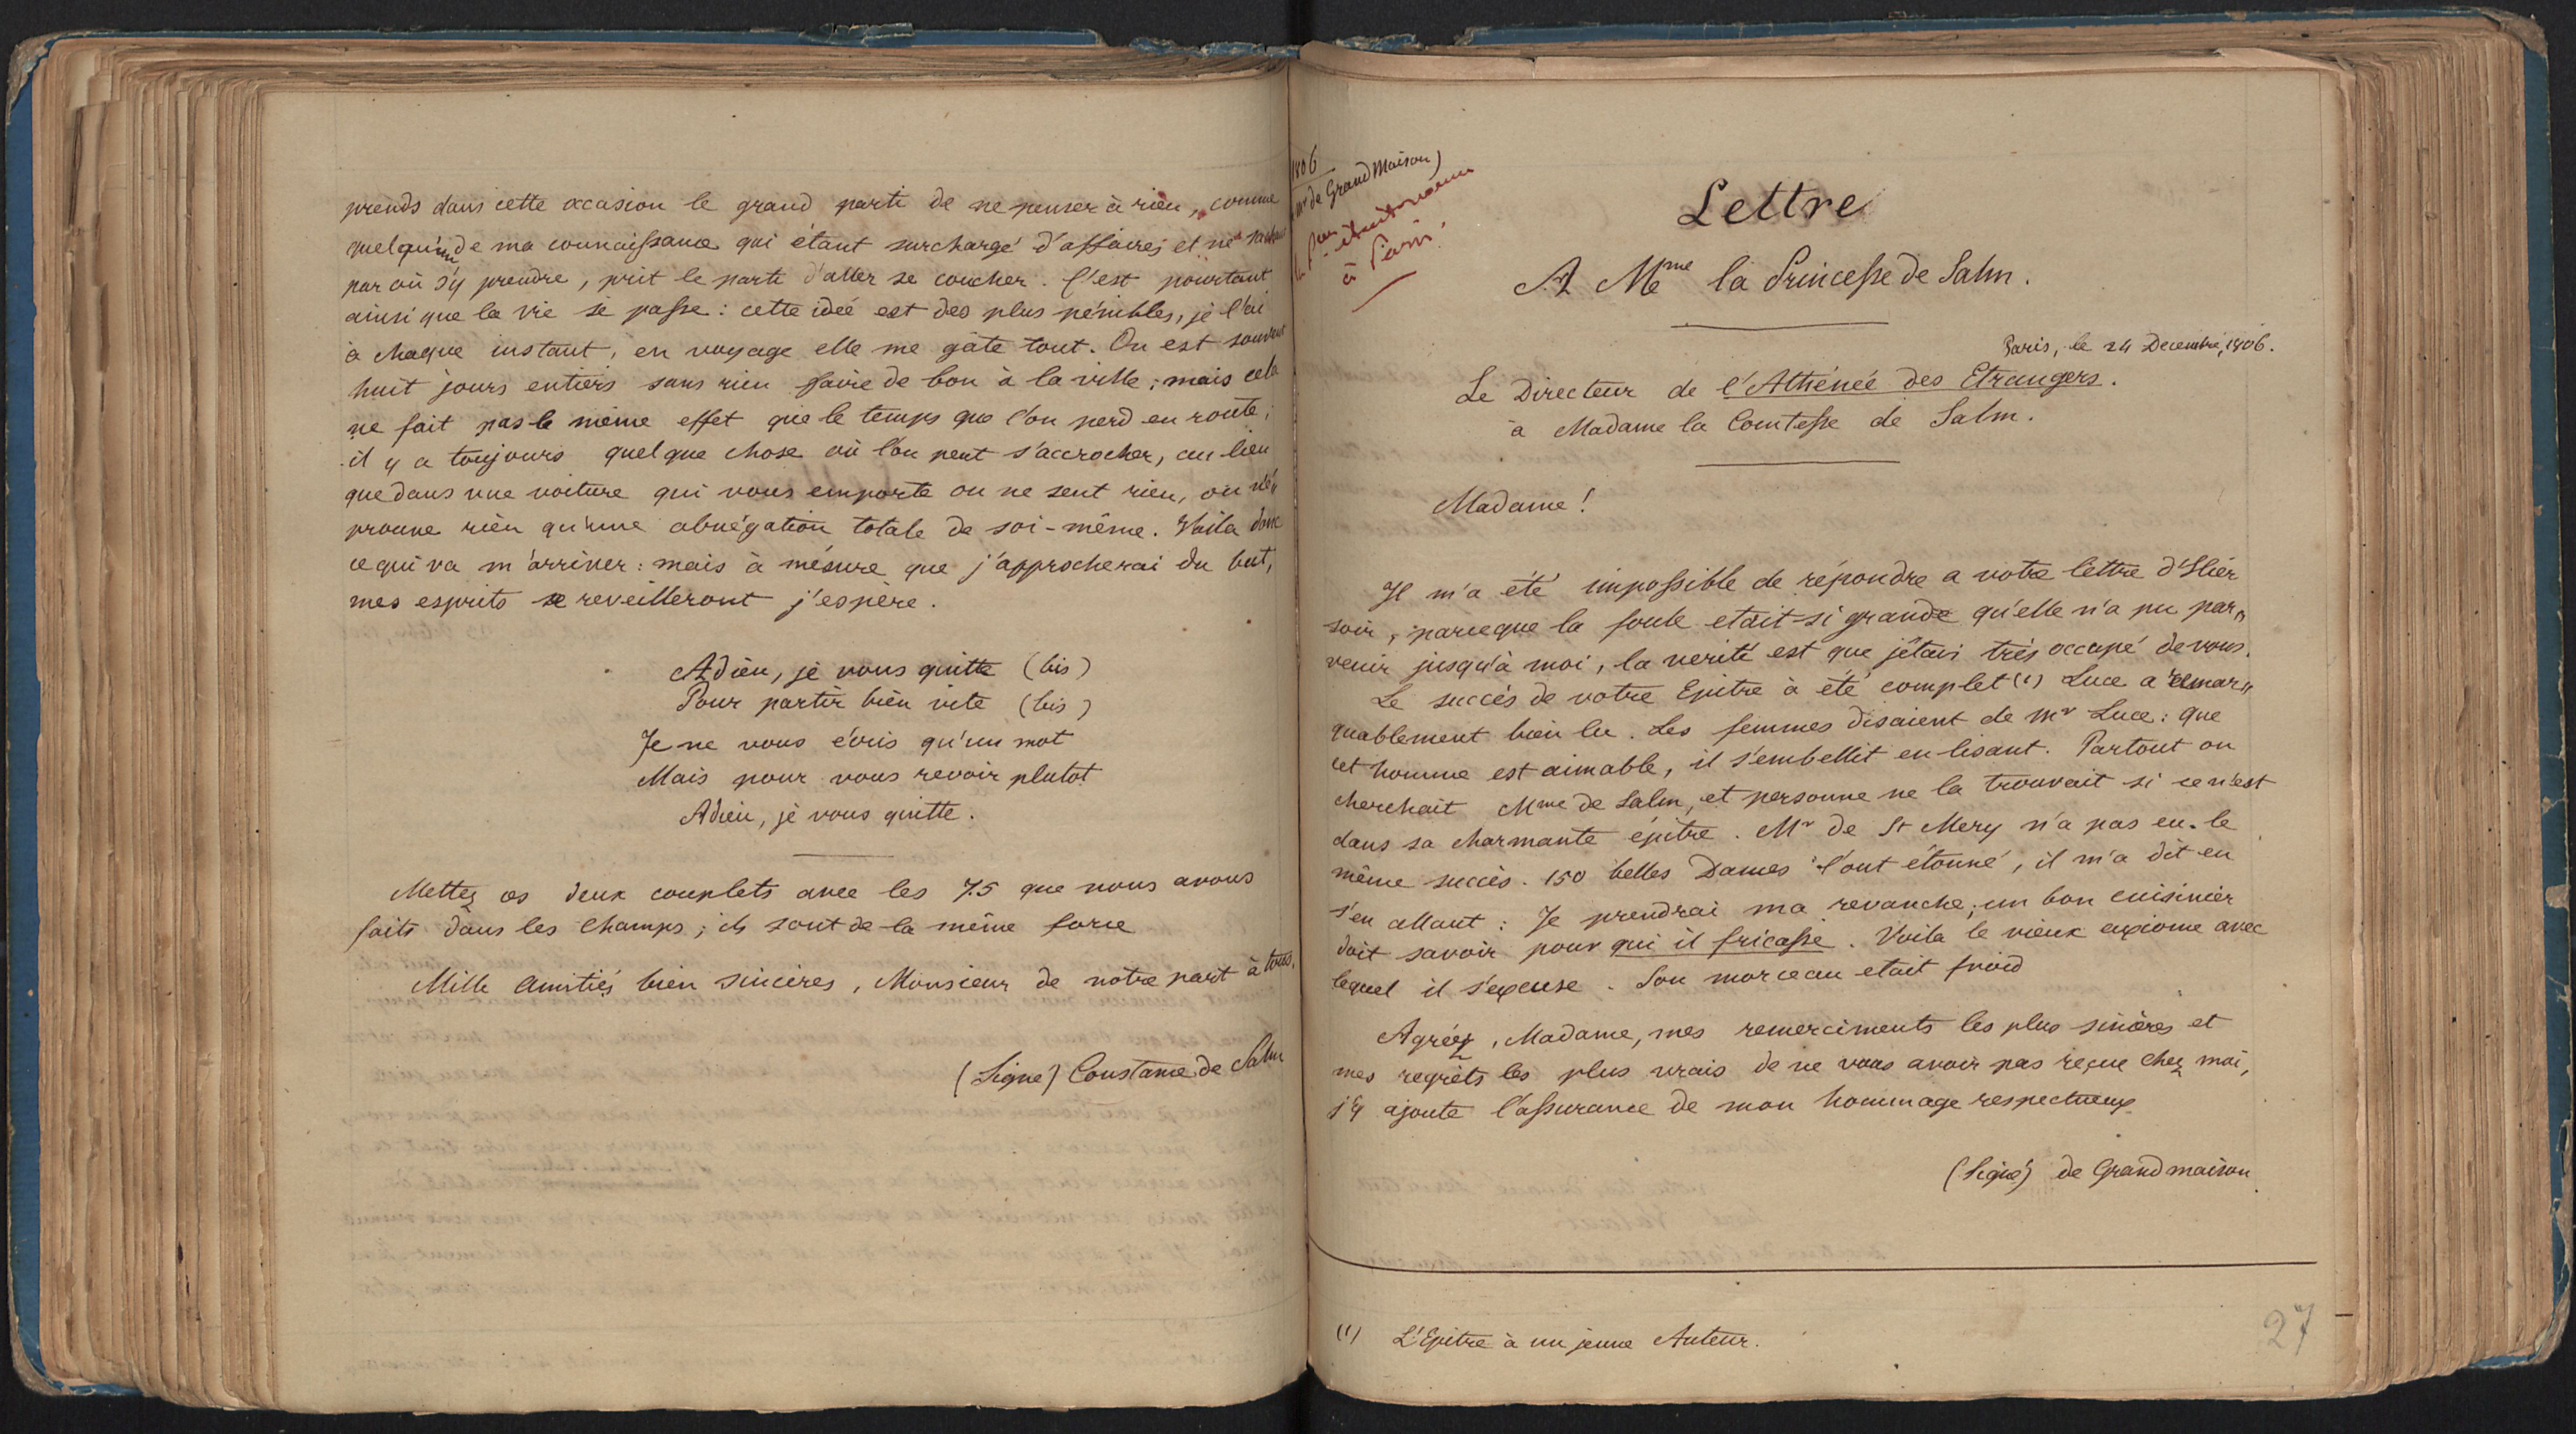 prends dans cette occasion le grand parti de ne penser à rien, comme
quelqu'un de ma connaissance qui étant surchargé d'affaires et ne sachant
par où s'y prendre, prit le parti d'aller se coucher. C'est pourtant
ainsi que la vie se passe : cette idée est des plus pénibles, je l'ai
à chaque instant, en voyage elle me gâte tout. On est souvent
huit jours entiers sans rien faire de bon à la ville ; mais cela
ne fait pas le même effet que le temps que l'on perd en route ;
il y a toujours quelque chose où l'on peut s'accrocher, au lieu
que dans une voiture qui vous emporte on ne sent rien, on n'é„
prouve rien qu'une abnégation totale de soi-même. Voila donc
ce qui va m'arriver : mais à mésure que j'approcherai du but,
mes esprits se reveilleront j'espère.
Adieu, je vous quitte (bis)
Pour partir bien vite (bis)
Je ne vous écris qu'un mot
Mais pour vous revoir plutot
Adieu, je vous quitte.
Mettez ces deux couplets avec les 75 que nous avons
faits dans les Champs ; ils sont de la même force
Mille Amitiés bien sincères, Monsieur de notre part à tous.
(Signé) Constance de Salm
1806
(Mr de Grand Maison)
la Psse était venue
à Paris.
Lettre
A Mme la Princesse de Salm.
Paris, le 24 Decembre, 1806.
Le Directeur de l'Athénée des Etrangers.
à Madame la Comtesse de Salm.
Madame !
Il m'a été impossible de répondre a votre lettre d'Hier
soir, parceque la foule etait si grande qu'elle n'a pu par„
venir jusqu'à moi, la verité est que j'étais très occupé de vous.
Le succès de votre Epitre à été complet (1) Luce a remar„
quablement bien lu. Les femmes disaient de Mr Luce : que
cet homme est aimable, il s'embellit en lisant. Partout on
cherchait Mme de Salm, et personne ne la trouvait si ce n'est
dans sa charmante épitre. Mr de St Mery n'a pas eu le
même succès. 150 belles Dames l'ont étonné, il m'a dit en
s'en allant : Je prendrai ma revanche ; un bon cuisinier
doit savoir pour qui il fricasse. Voila le vieux axiome avec
lequel il s'excuse. Son morceau etait froid
Agréez, Madame, mes remerciments les plus sincères et
mes regrèts les plus vrais de ne vous avoir pas reçue chez moi,
j'y ajoute l'assurance de mon hommage respectueux
(Signé) de Grandmaison
(1) L'Epitre à un jeune Auteur.
27